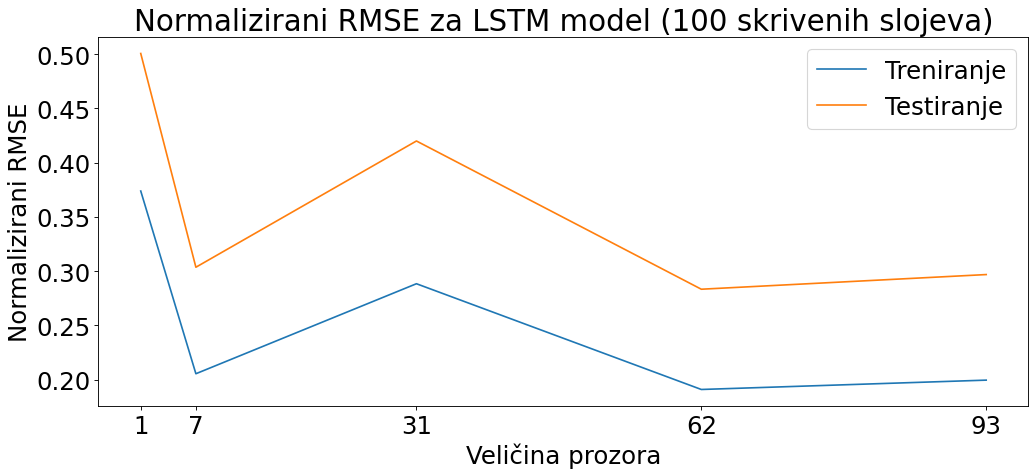 Normalizirani RMSE za LSTM model (100 skrivenih slojeva)
Treniranje
Testiranje
Normalizirani RMSE
0.50
0.45
0.40
0.35
0.30
0.25
0.20
1 7 31 62 93
Veličina prozora